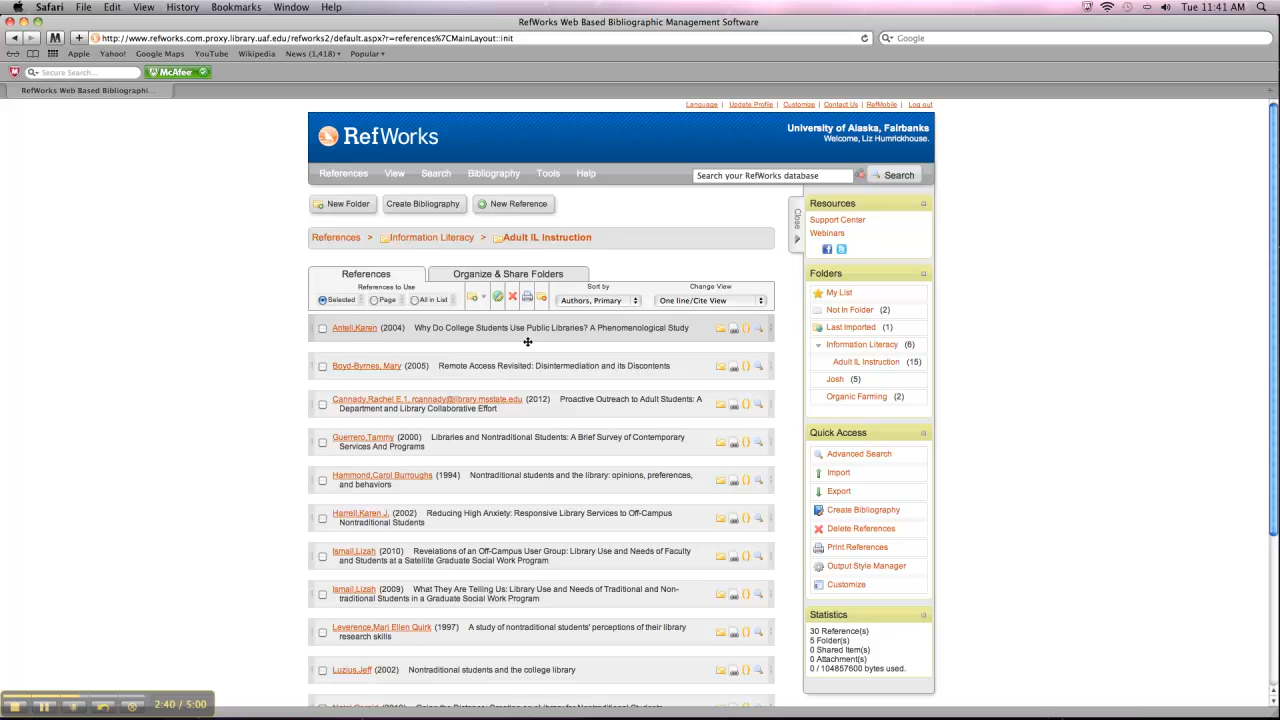 Safari File Edit View History Bookmarks Window Help Tue 11:41 AM
RefWorks Web Based Bibliographic Management Software
http://www.refworks.com.proxy.library.uaf.edu/refworks2/default.aspx?r=references%7CMainLayout::init Google
Apple Yahoo! Google Maps YouTube Wikipedia News (1,418) Popular
Secure Search... McAfee
RefWorks Web Based Bibliographi...
Language | Update Profile | Customize | Contact Us | RefMobile | Log out
RefWorks
University of Alaska, Fairbanks
Welcome, Liz Humrickhouse.
References View Search Bibliography Tools Help Search your RefWorks database Search
New Folder Create Bibliography New Reference
References > Information Literacy > Adult IL Instruction
References Organize & Share Folders
References to Use Sort by Change View
Selected Page All in List Authors, Primary One line/Cite View
Antell,Karen (2004) Why Do College Students Use Public Libraries? A Phenomenological Study
Boyd-Byrnes, Mary (2005) Remote Access Revisited: Disintermediation and its Discontents
Cannady,Rachel E.1, rcannady@library.msstate.edu (2012) Proactive Outreach to Adult Students: A
Department and Library Collaborative Effort
Guerrero,Tammy (2000) Libraries and Nontraditional Students: A Brief Survey of Contemporary
Services And Programs
Hammond,Carol Burroughs (1994) Nontraditional students and the library: opinions, preferences,
and behaviors
Harrell,Karen J. (2002) Reducing High Anxiety: Responsive Library Services to Off-Campus
Nontraditional Students
Ismail,Lizah (2010) Revelations of an Off-Campus User Group: Library Use and Needs of Faculty
and Students at a Satellite Graduate Social Work Program
Ismail,Lizah (2009) What They Are Telling Us: Library Use and Needs of Traditional and Non-
traditional Students in a Graduate Social Work Program
Leverence,Mari Ellen Quirk (1997) A study of nontraditional students' perceptions of their library
research skills
Luzius,Jeff (2002) Nontraditional students and the college library
Close
Resources
Support Center
Webinars
Folders
My List
Not In Folder (2)
Last Imported (1)
Information Literacy (6)
Adult IL Instruction (15)
Josh (5)
Organic Farming (2)
Quick Access
Advanced Search
Import
Export
Create Bibliography
Delete References
Print References
Output Style Manager
Customize
Statistics
30 Reference(s)
5 Folder(s)
0 Shared Item(s)
0 Attachment(s)
0 / 104857600 bytes used.
2:40 / 5:00